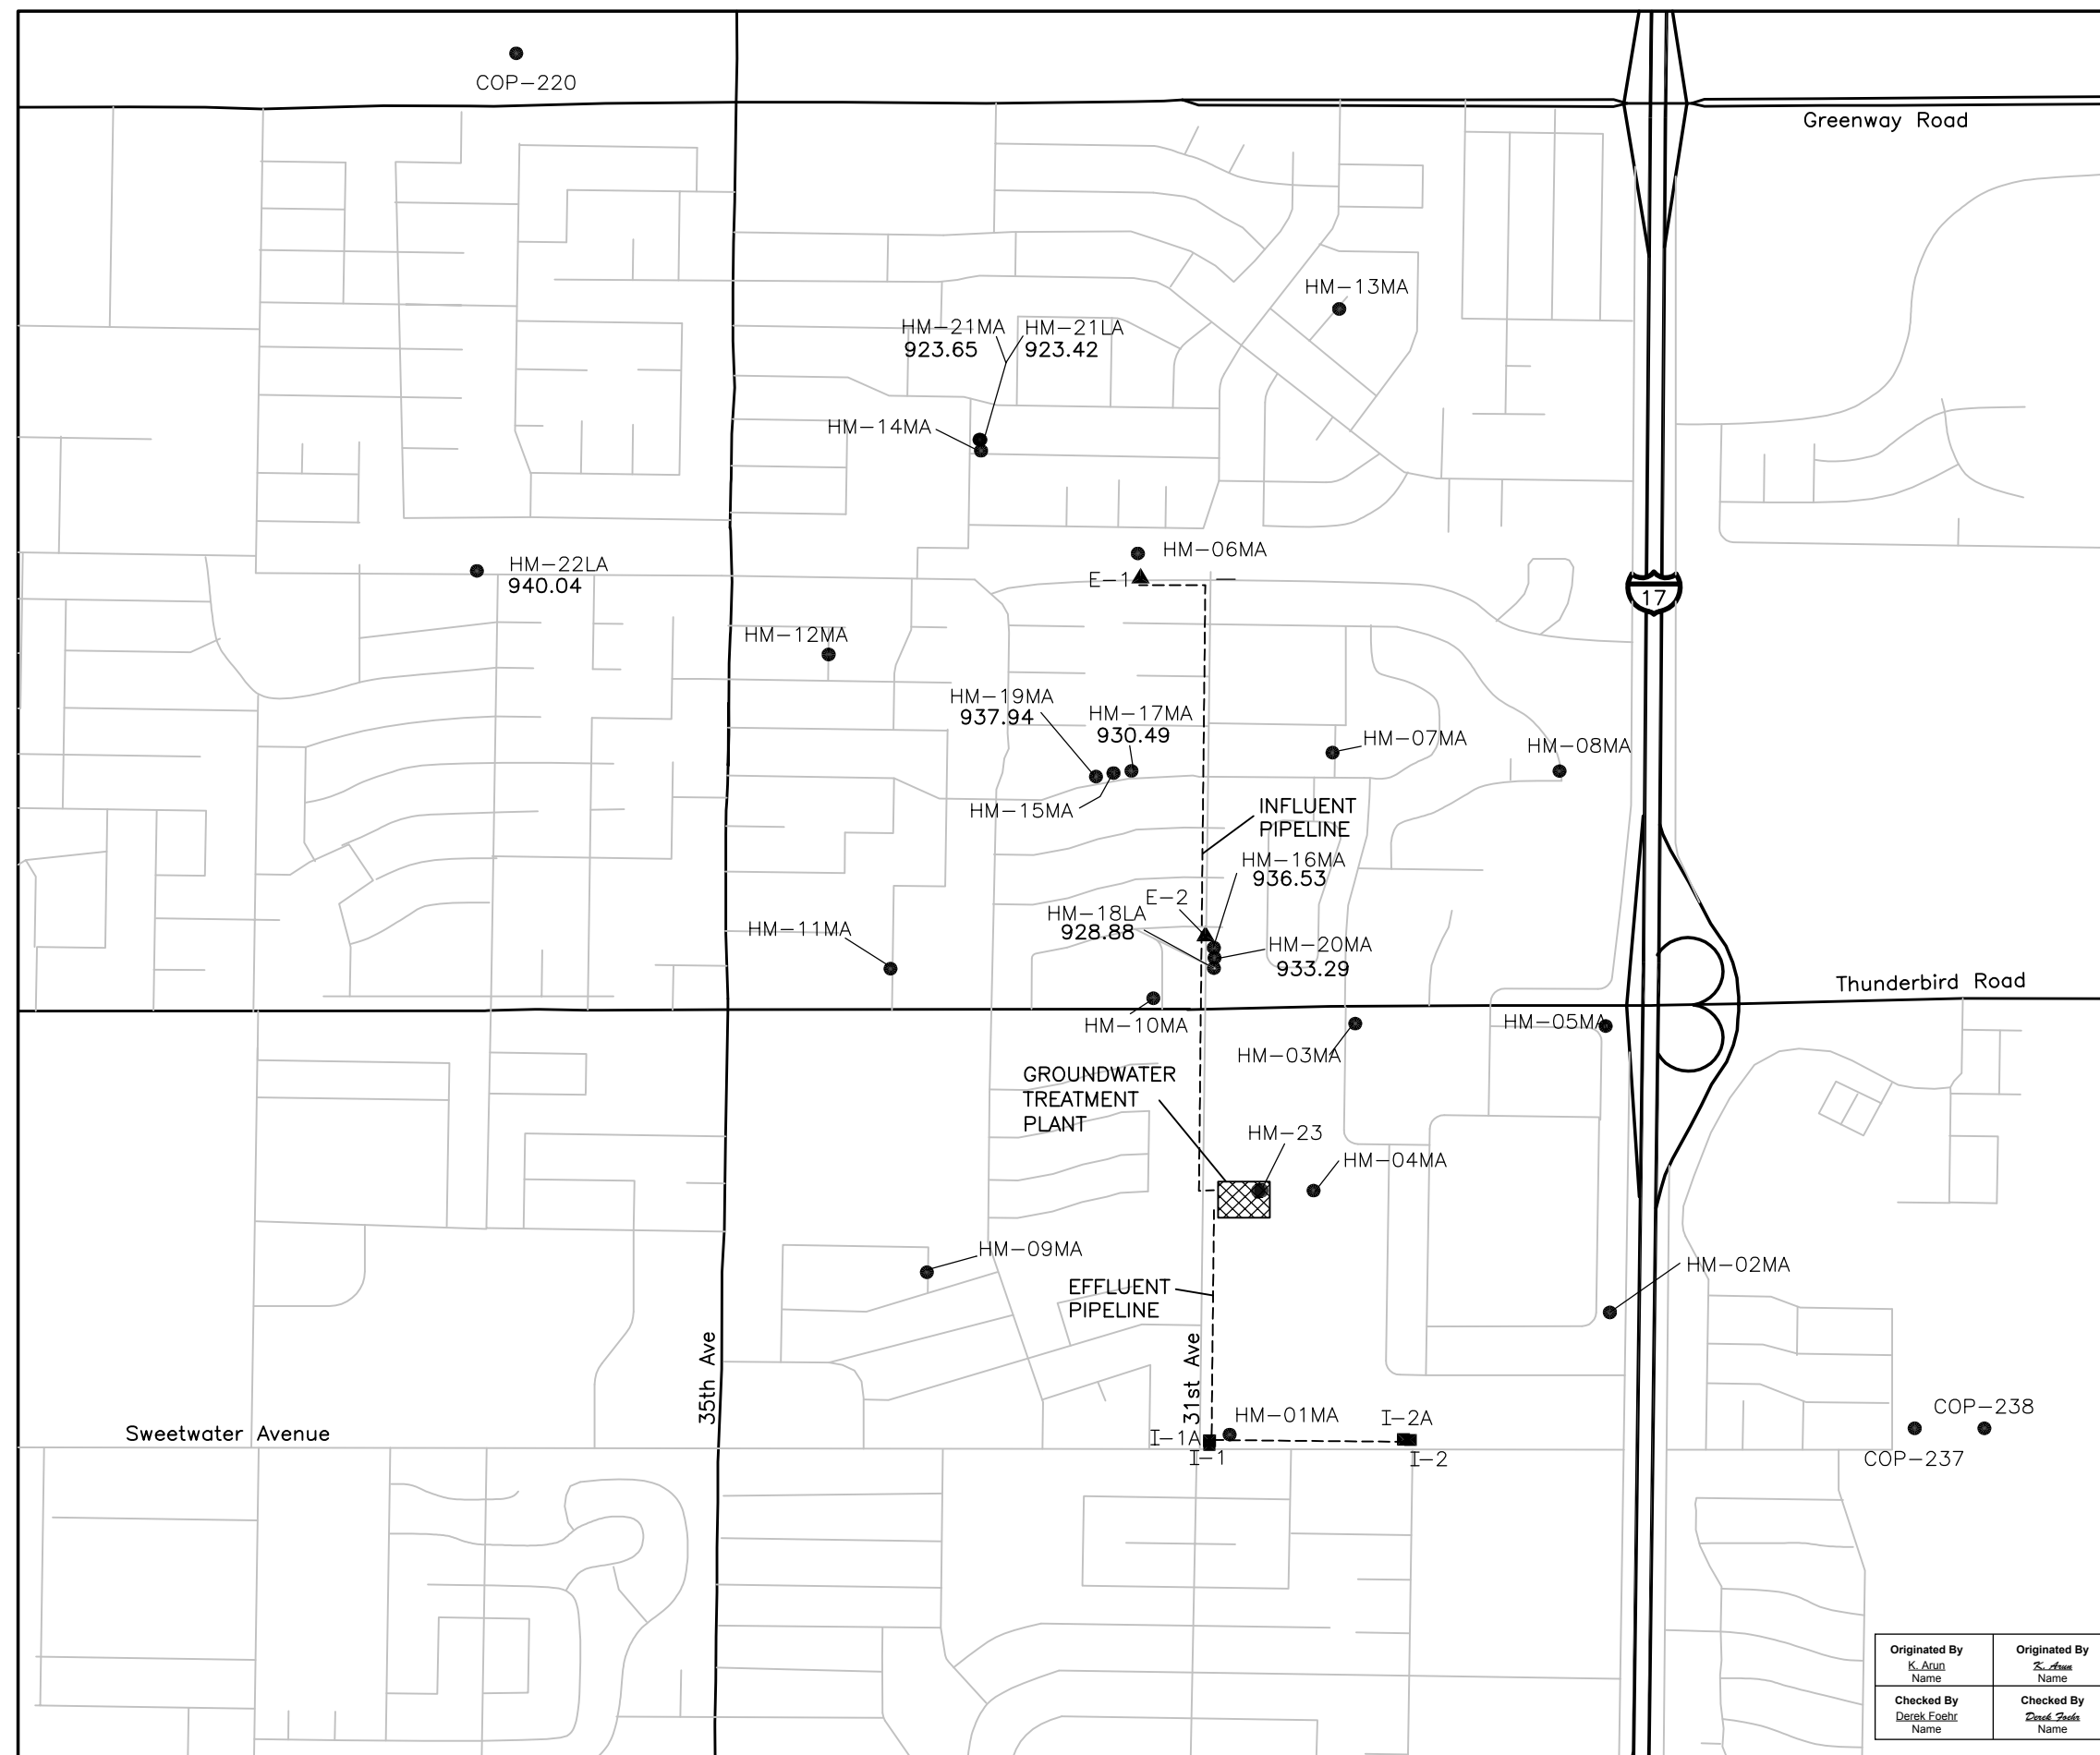 COP-220
Greenway Road
HM-13MA
HM-21MA HM-21LA
923.65 923.42
HM-14MA
HM-06MA
HM-22LA
940.04
E-1
17
HM-12MA
HM-19MA
937.94
HM-17MA
930.49
HM-07MA
HM-08MA
HM-15MA
INFLUENT
PIPELINE
HM-16MA
936.53
E-2
HM-18LA
928.88
HM-11MA
HM-20MA
933.29
Thunderbird Road
HM-10MA
HM-05MA
HM-03MA
GROUNDWATER
TREATMENT
PLANT
HM-23
HM-04MA
HM-09MA
HM-02MA
EFFLUENT
PIPELINE
35th Ave
31st Ave
Sweetwater Avenue
HM-01MA
I-2A
I-1A
I-1
I-2
COP-238
COP-237
Originated By Originated By
K. Arun K. Arun
Name Name
Checked By Checked By
Derek Foehr Derek Foehr
Name Name